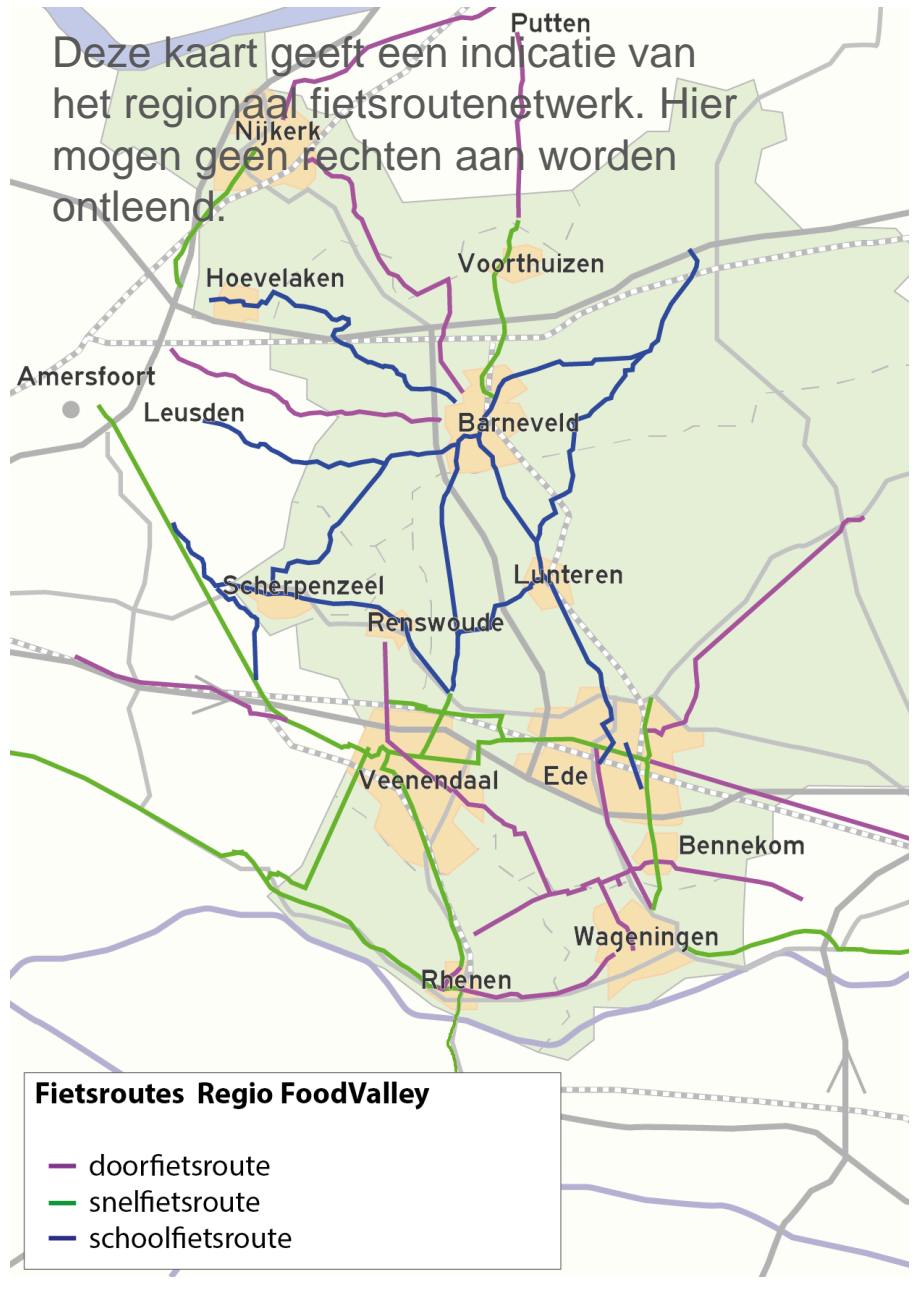 Putten
Deze kaart geeft een indicatie van
het regionaal fietsroutenetwerk. Hier
Nijkerk
mogen geen rechten aan worden
ontleend.
Voorthuizen
Hoevelaken
Amersfoort
Leusden
Barneveld
Lunteren
Scherpenzeel
Renswoude
Ede
Veenendaal
Bennekom
Wageningen
Rhenen
Fietsroutes Regio FoodValley
doorfietsroute
snelfietsroute
schoolfietsroute